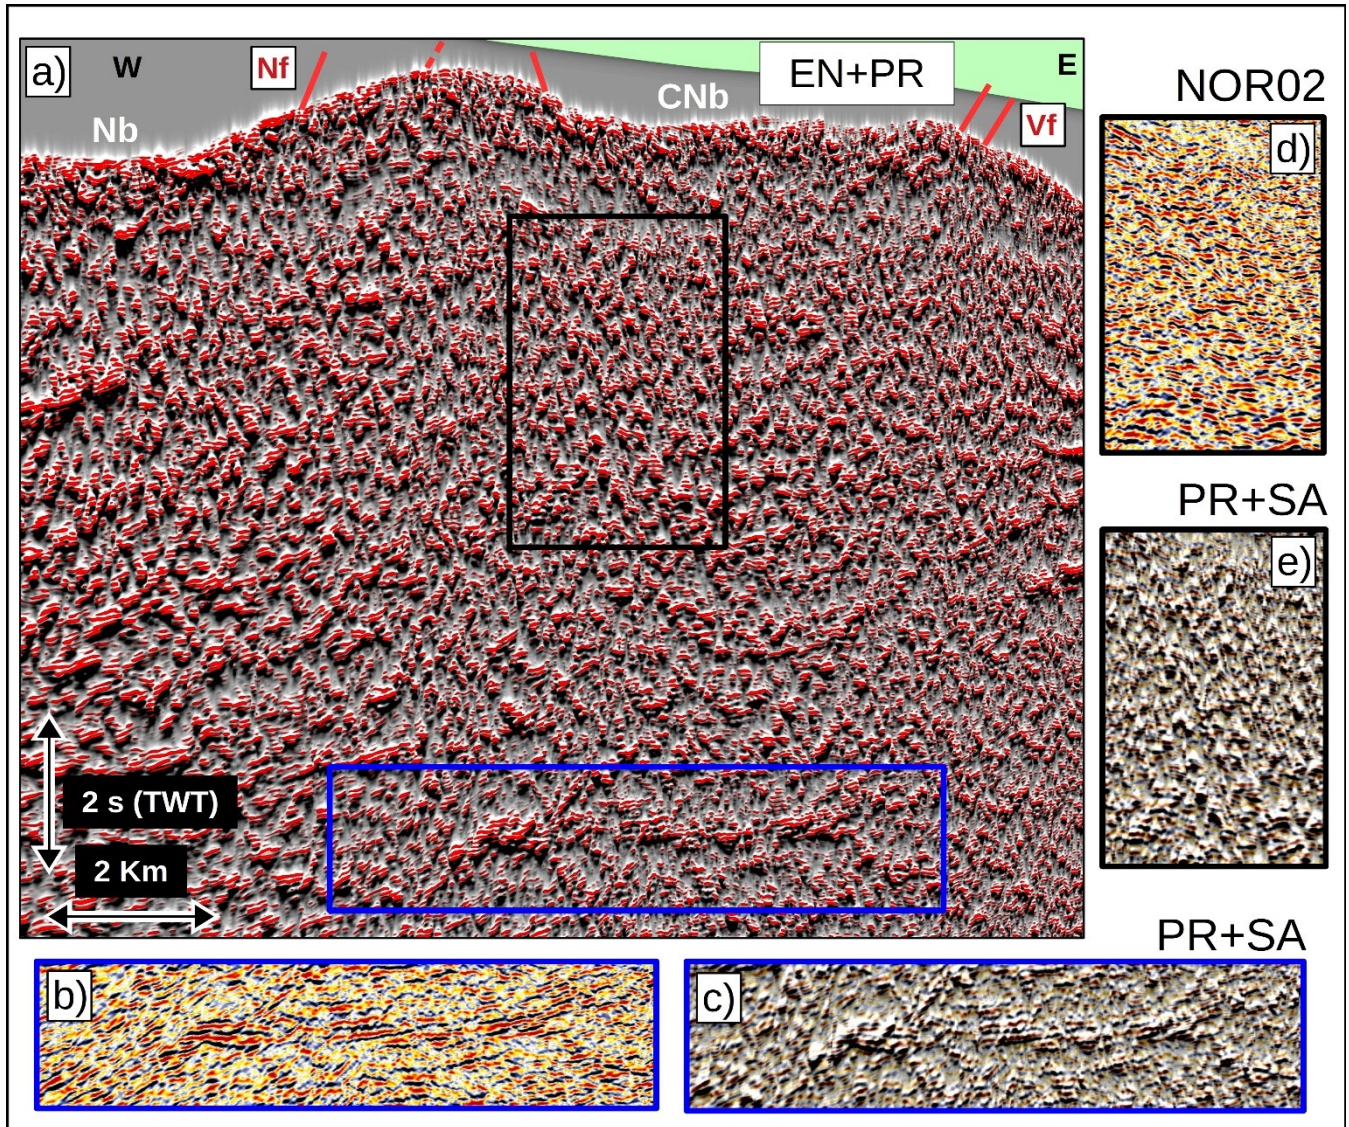 a)
W
Nf
EN+PR
E
Nb
CNb
Vf
NOR02
d)
PR+SA
e)
2 s (TWT)
2 Km
PR+SA
b)
c)